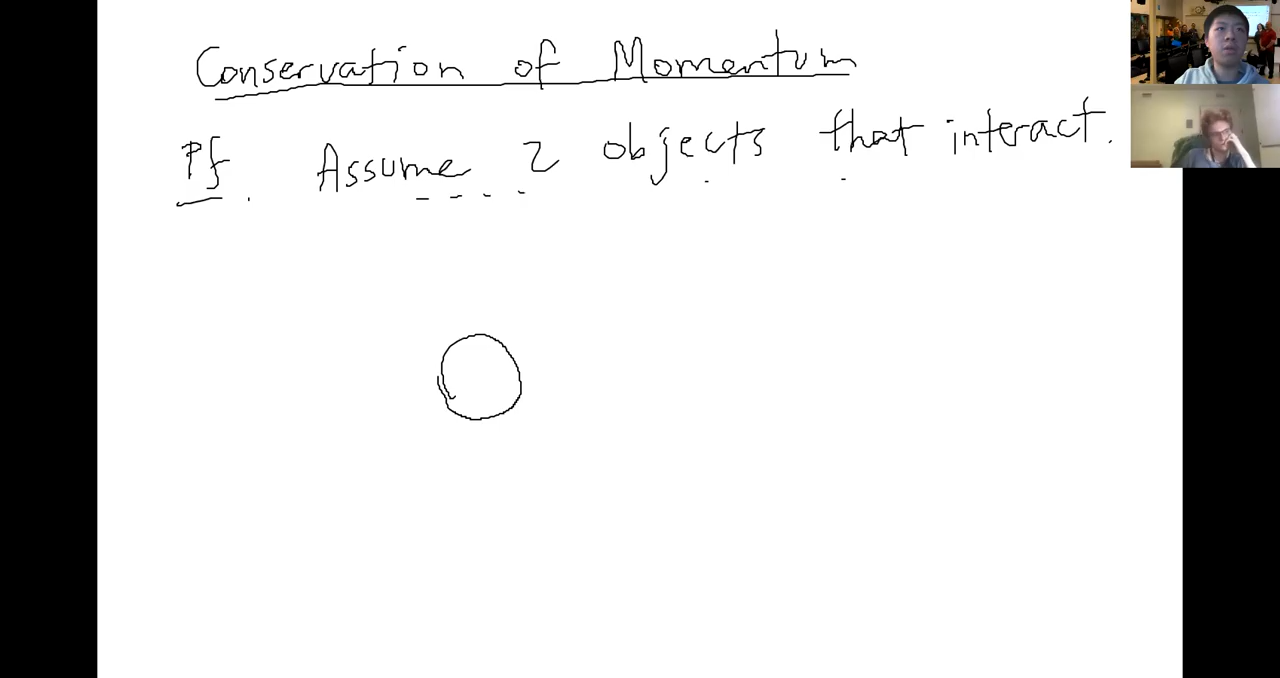 Conservation of Momentum
Pf. Assume 2 objects that interact.